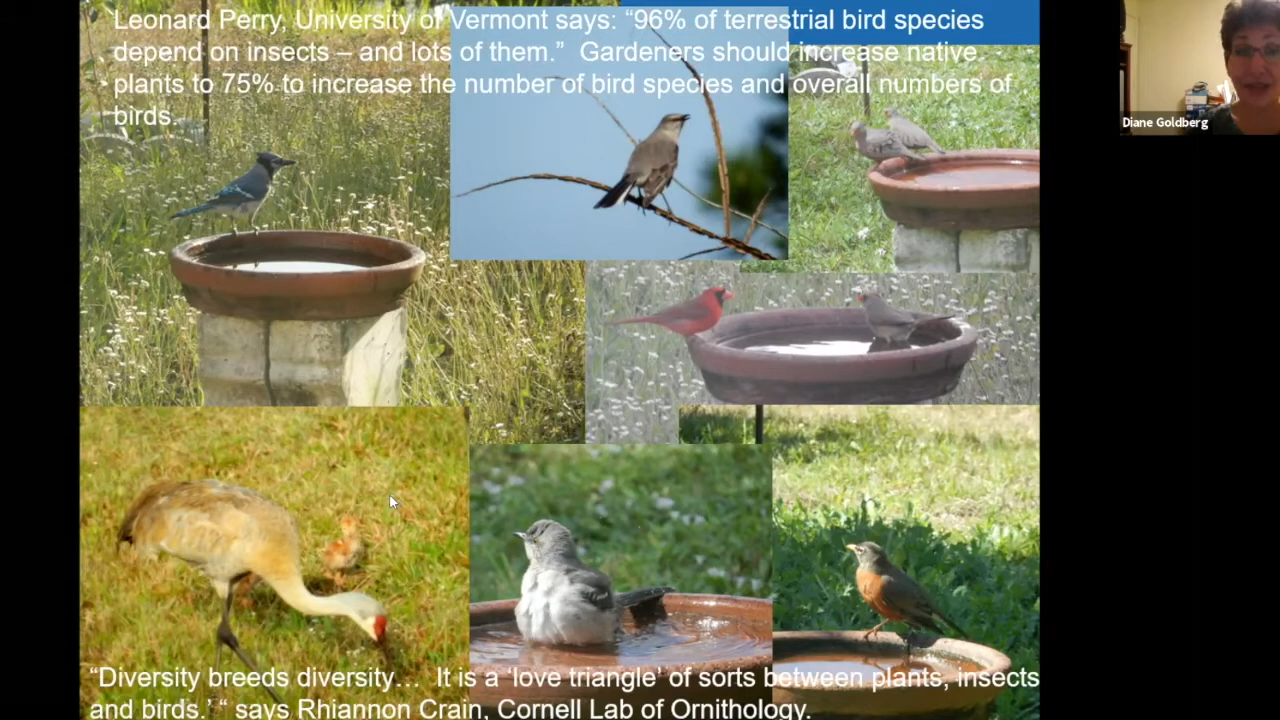 Leonard Perry, University of Vermont says: “96% of terrestrial bird species
depend on insects – and lots of them.” Gardeners should increase native
plants to 75% to increase the number of bird species and overall numbers of
birds.
Diane Goldberg
“Diversity breeds diversity… It is a ‘love triangle’ of sorts between plants, insects
and birds.’ “ says Rhiannon Crain, Cornell Lab of Ornithology.